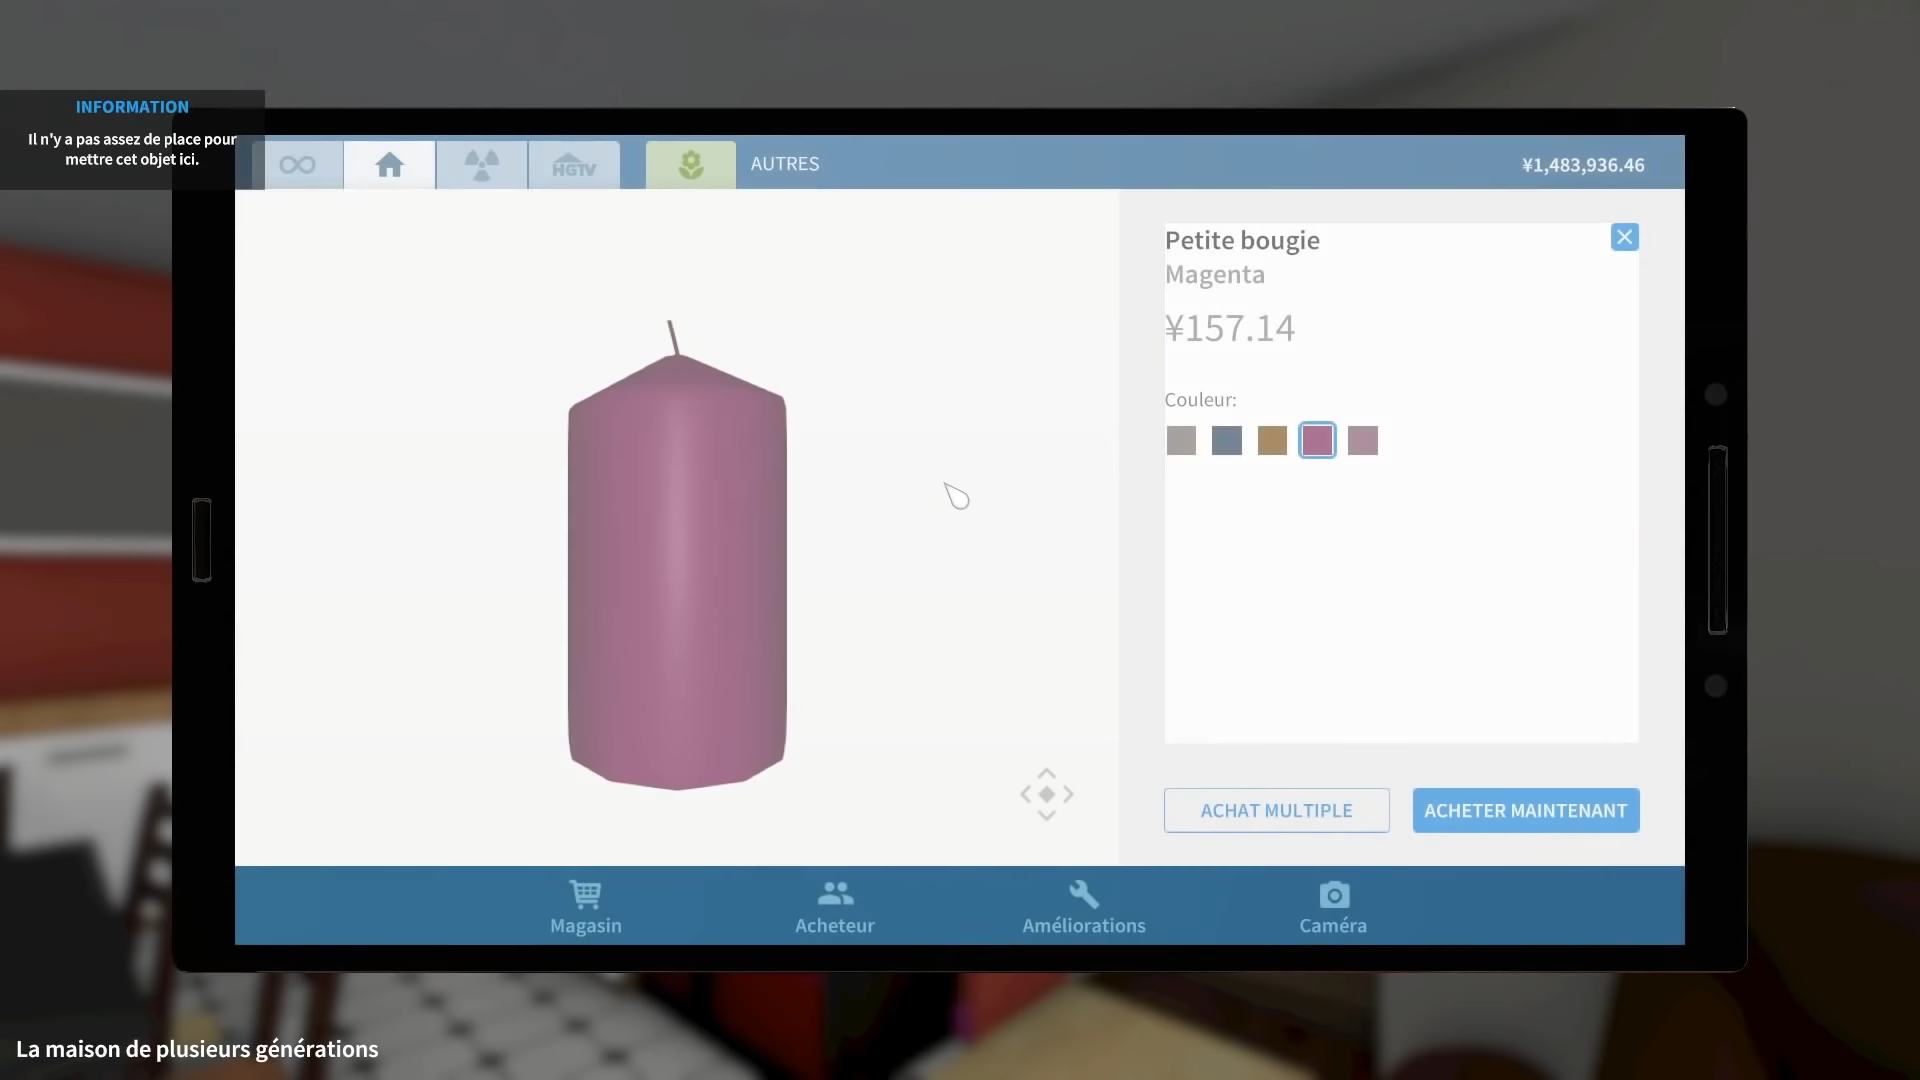 INFORMATION
Il n'y a pas assez de place pour
mettre cet objet ici.
HGTV
AUTRES
¥1,483,936.46
Petite bougie
Magenta
¥157.14
Couleur:
ACHAT MULTIPLE
ACHETER MAINTENANT
Magasin
Acheteur
Améliorations
Caméra
La maison de plusieurs générations